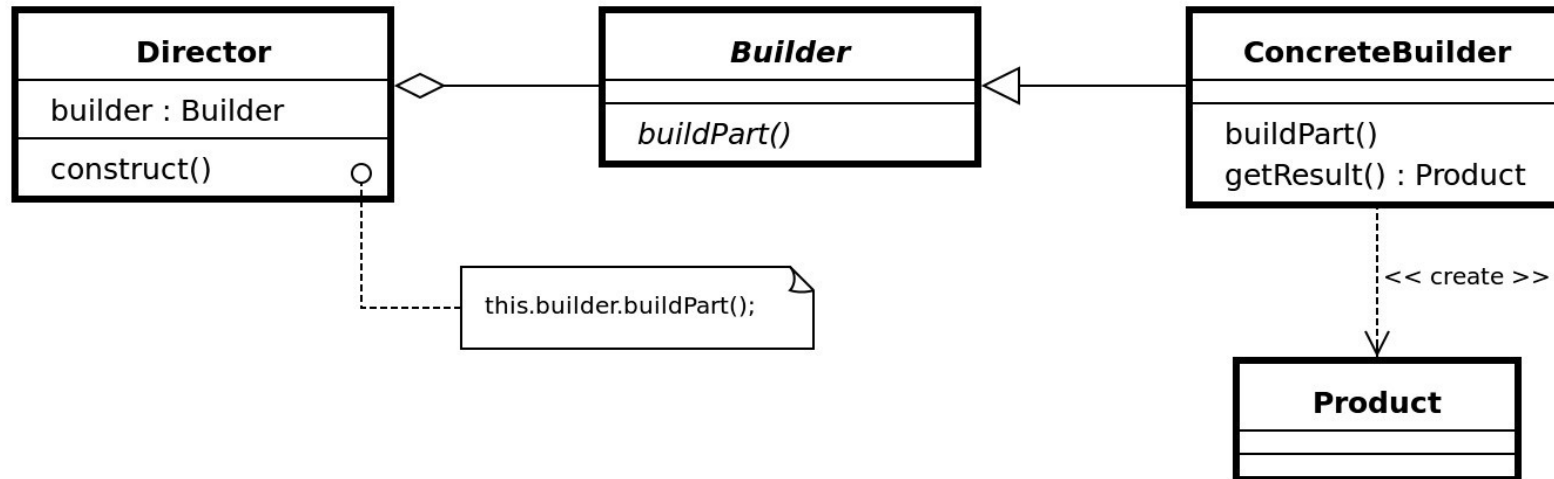 Director
builder : Builder
construct()
Builder
buildPart()
ConcreteBuilder
buildPart()
getResult() : Product
this.builder.buildPart();
<< create >>
Product